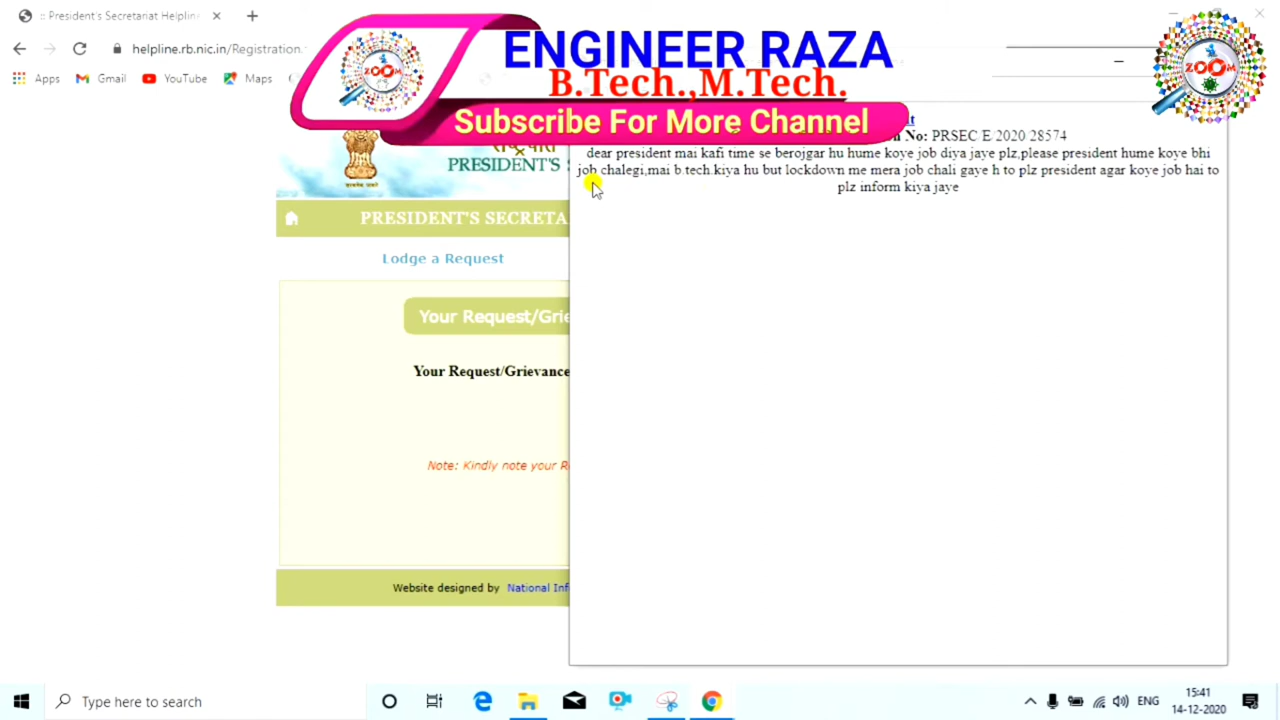 :: President's Secretariat Helpline
helpline.rb.nic.in/Registration.
Apps Gmail YouTube Maps
ENGINEER RAZA
B.Tech.,M.Tech.
Subscribe For More Channel
ZOOM
ZOOM
PRESIDENT'S S
No: PRSEC E 2020 28574
dear president mai kafi time se berojgar hu hume koye job diya jaye plz,please president hume koye bhi
job chalegi,mai b.tech.kiya hu but lockdown me mera job chali gaye h to plz president agar koye job hai to
plz inform kiya jaye
PRESIDENT'S SECRETA
Lodge a Request
Your Request/Grie
Your Request/Grievance
Note: Kindly note your R
Website designed by National Inf
Type here to search
ENG
15:41
14-12-2020